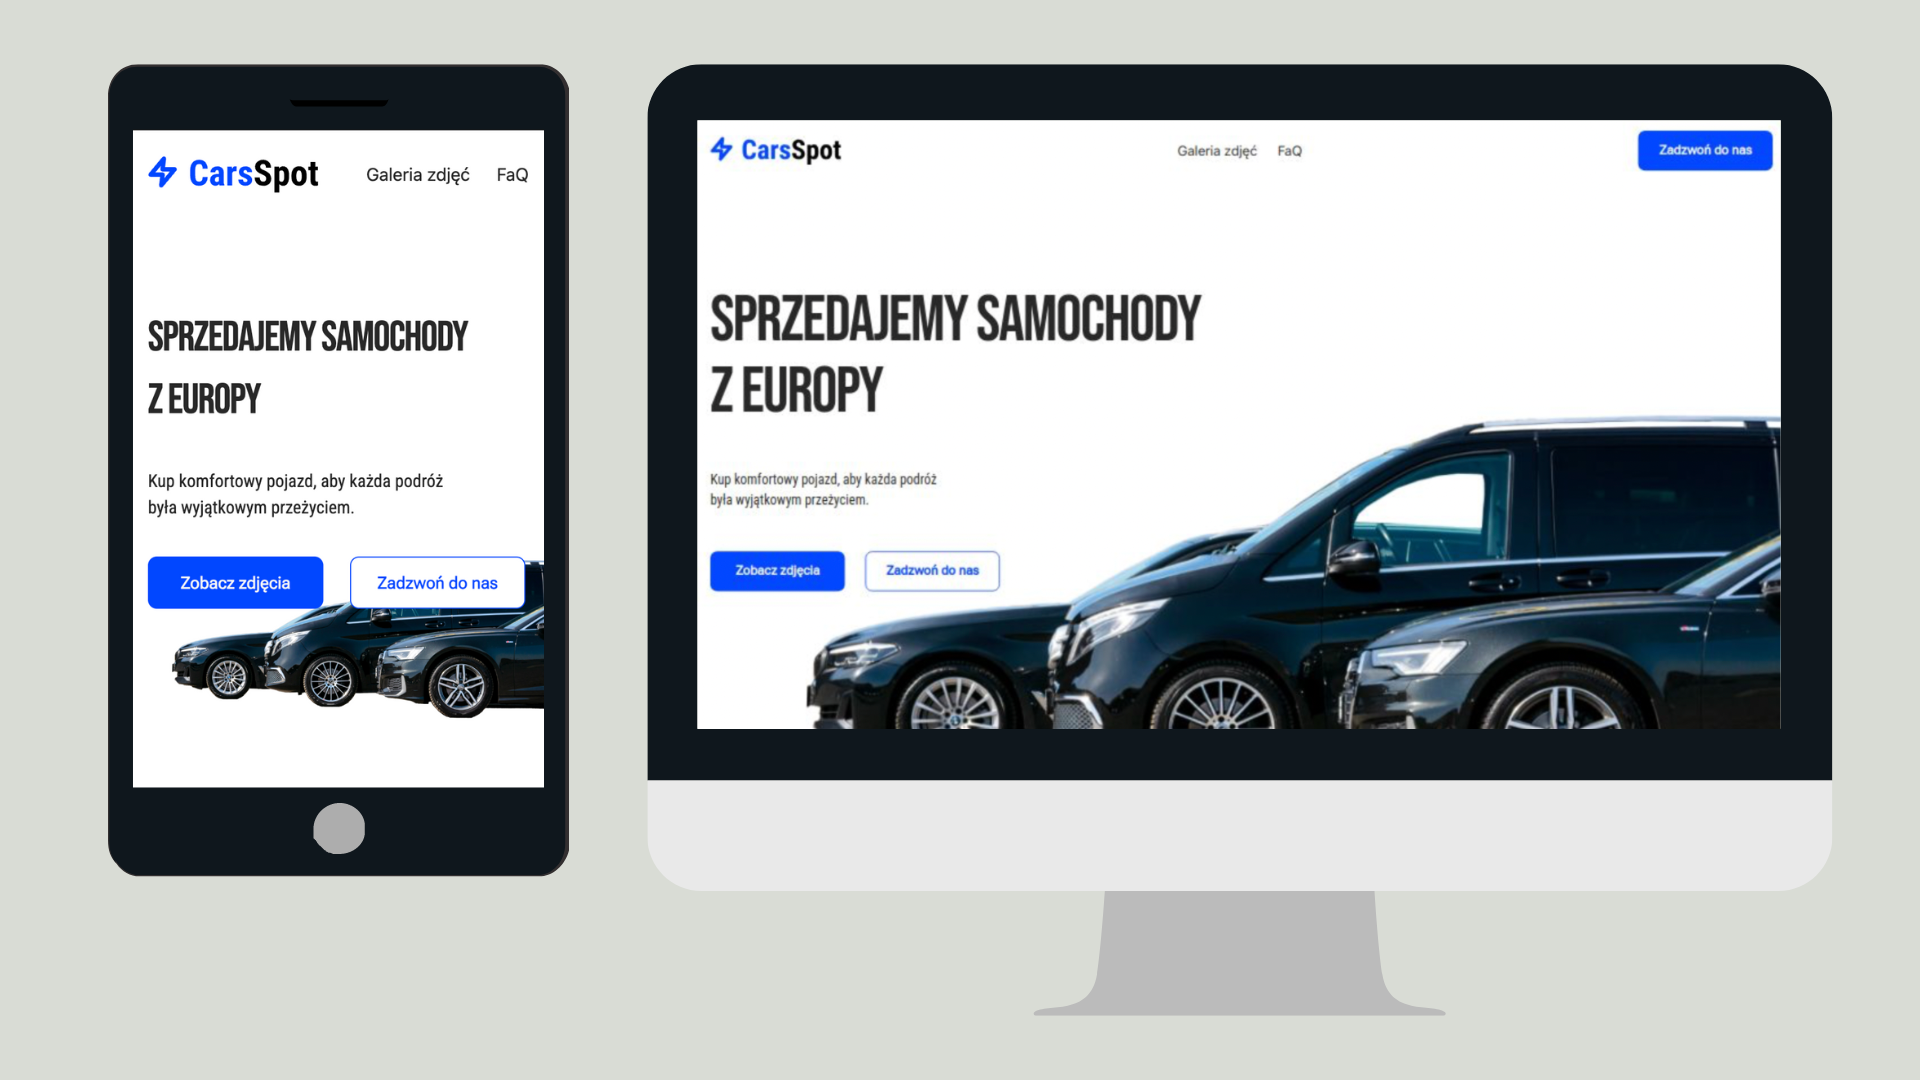 CarsSpot
Galeria zdjęć
FaQ
SPRZEDAJEMY SAMOCHODY
Z EUROPY
Kup komfortowy pojazd, aby każda podróż
była wyjątkowym przeżyciem.
Zobacz zdjęcia
Zadzwoń do nas
CarsSpot
Galeria zdjęć
FaQ
Zadzwoń do nas
SPRZEDAJEMY SAMOCHODY
Z EUROPY
Kup komfortowy pojazd, aby każda podróż
była wyjątkowym przeżyciem.
Zobacz zdjęcia
Zadzwoń do nas